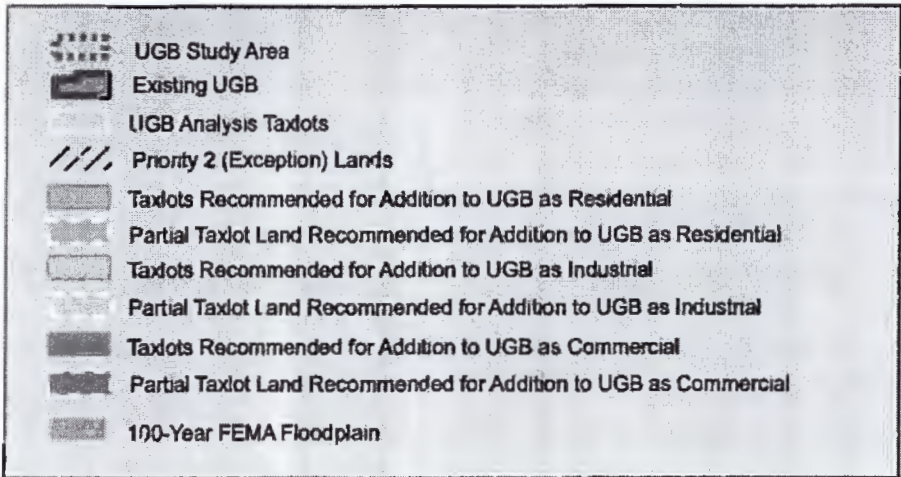 UGB Study Area
Existing UGB
UGB Analysis Taxlots
Priority 2 (Exception) Lands
Taxlots Recommended for Addition to UGB as Residential
Partial Taxlot Land Recommended for Addition to UGB as Residential
Taxlots Recommended for Addition to UGB as Industrial
Partial Taxlot Land Recommended for Addition to UGB as Industrial
Taxlots Recommended for Addition to UGB as Commercial
Partial Taxlot Land Recommended for Addition to UGB as Commercial
100-Year FEMA Floodplain